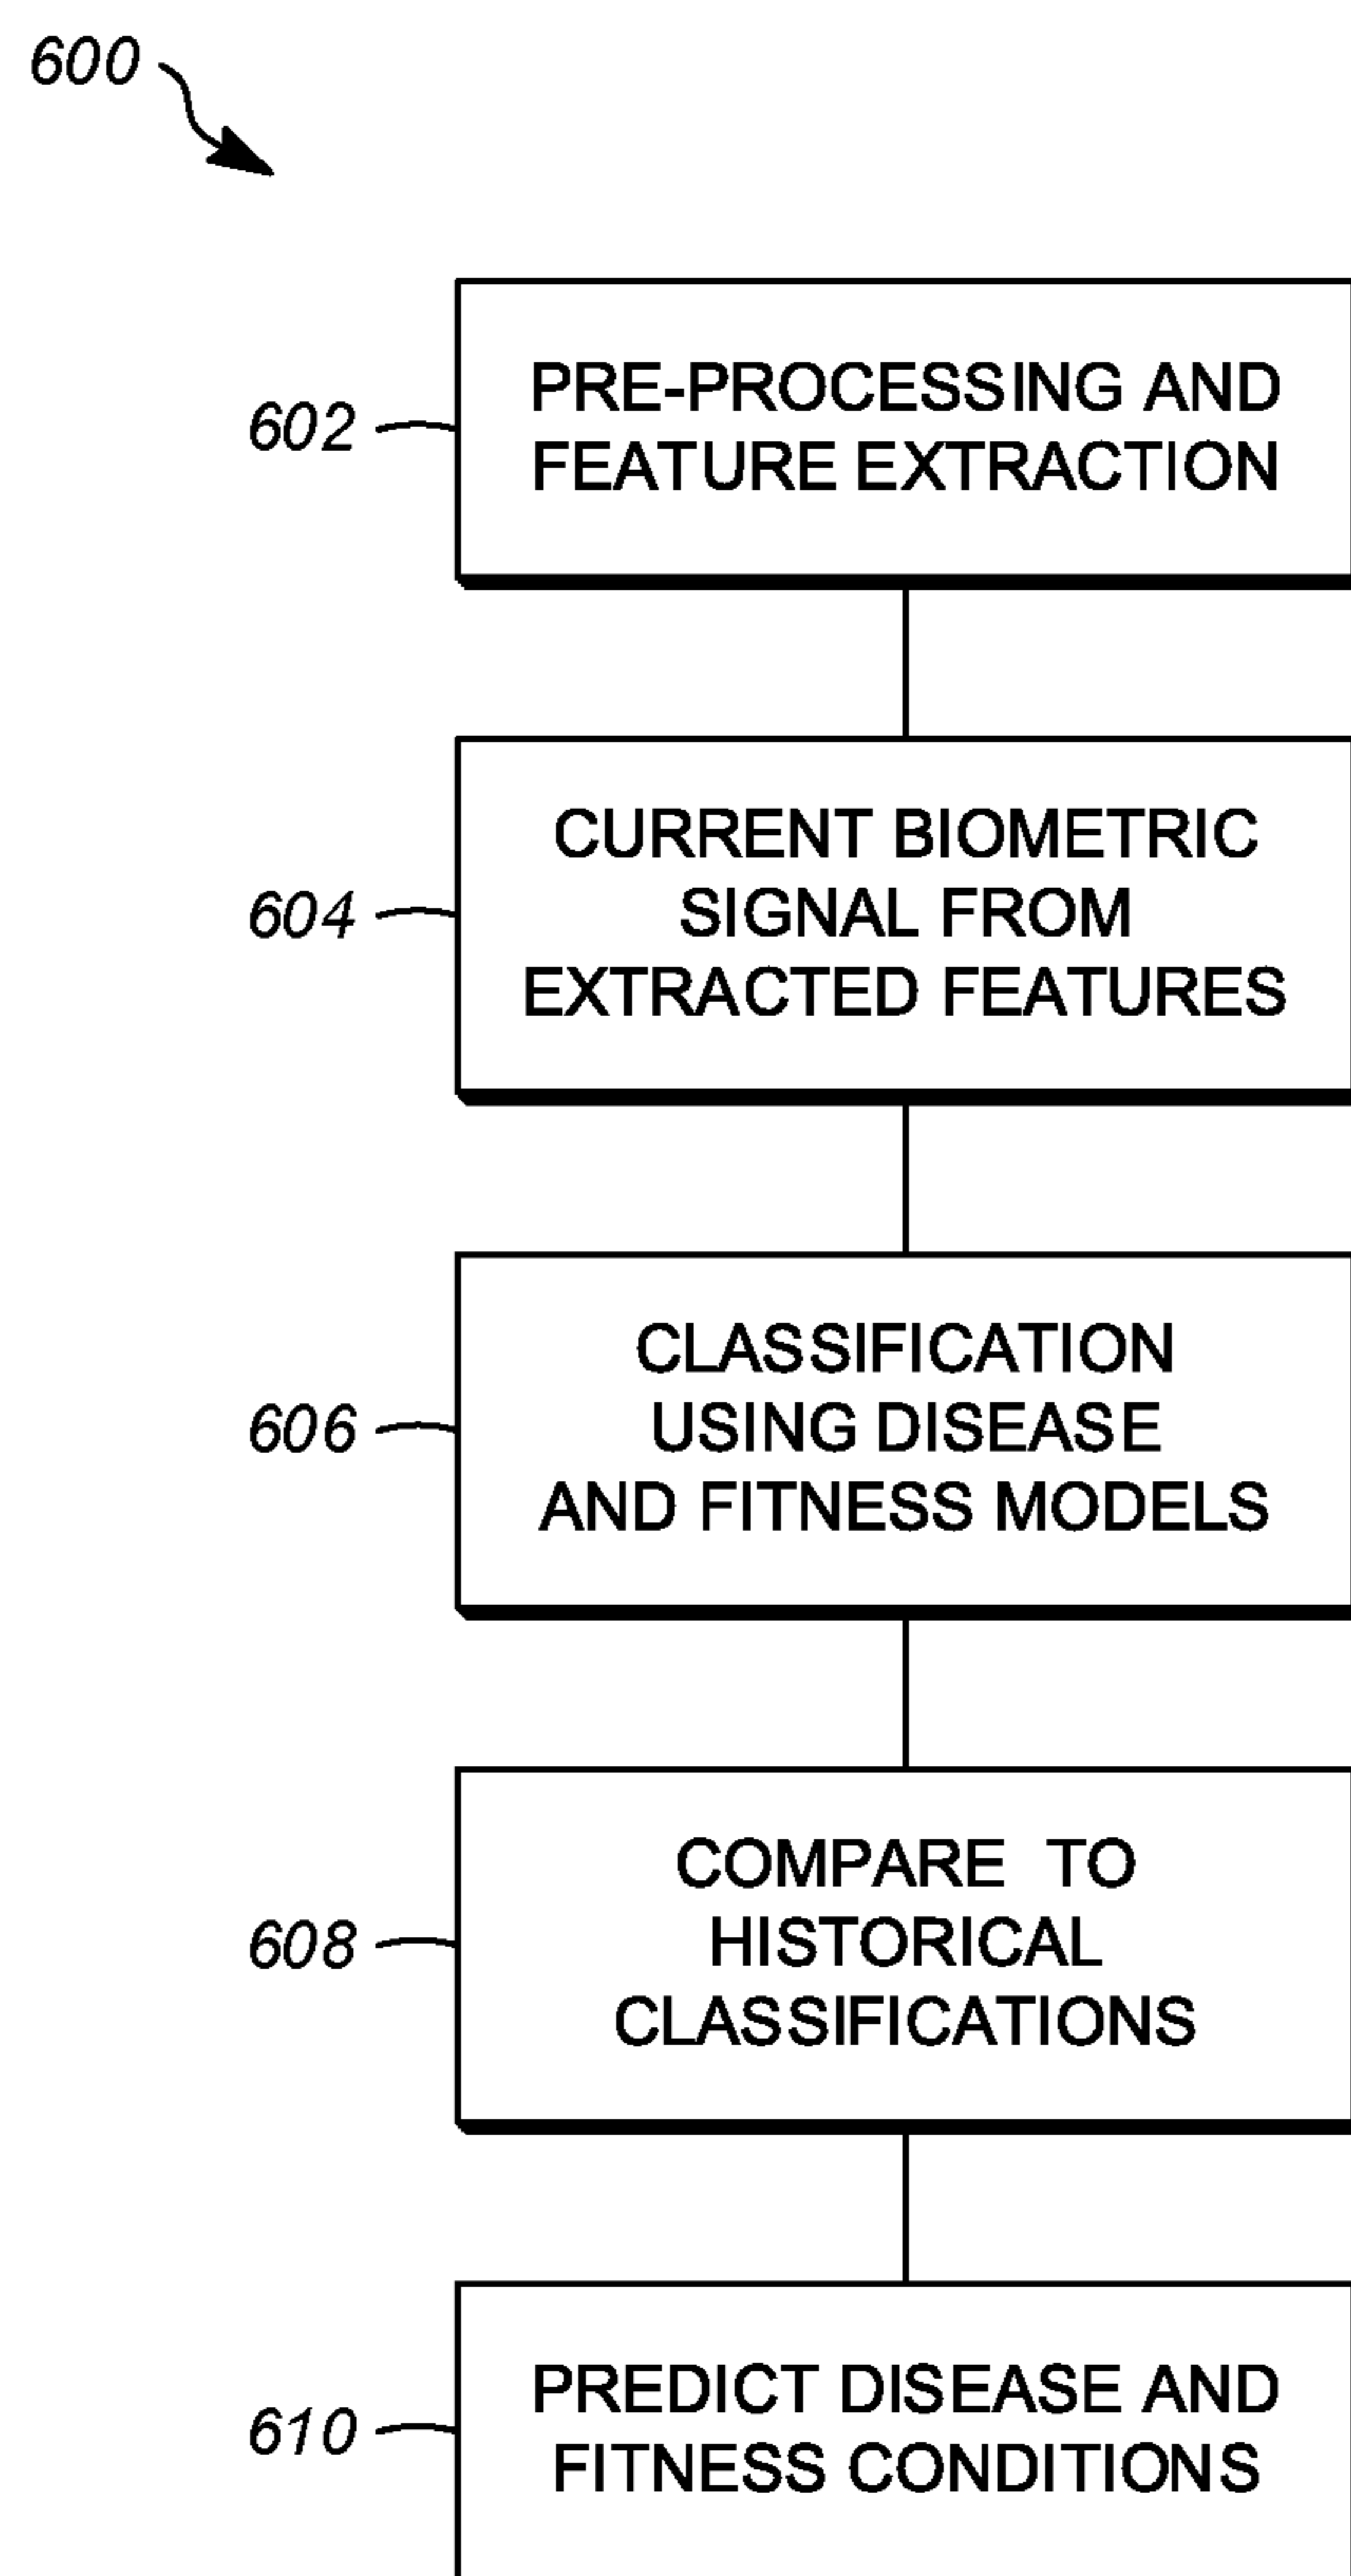 600
602
PRE-PROCESSING AND
FEATURE EXTRACTION
604
CURRENT BIOMETRIC
SIGNAL FROM
EXTRACTED FEATURES
606
CLASSIFICATION
USING DISEASE
AND FITNESS MODELS
608
COMPARE TO
HISTORICAL
CLASSIFICATIONS
610
PREDICT DISEASE AND
FITNESS CONDITIONS